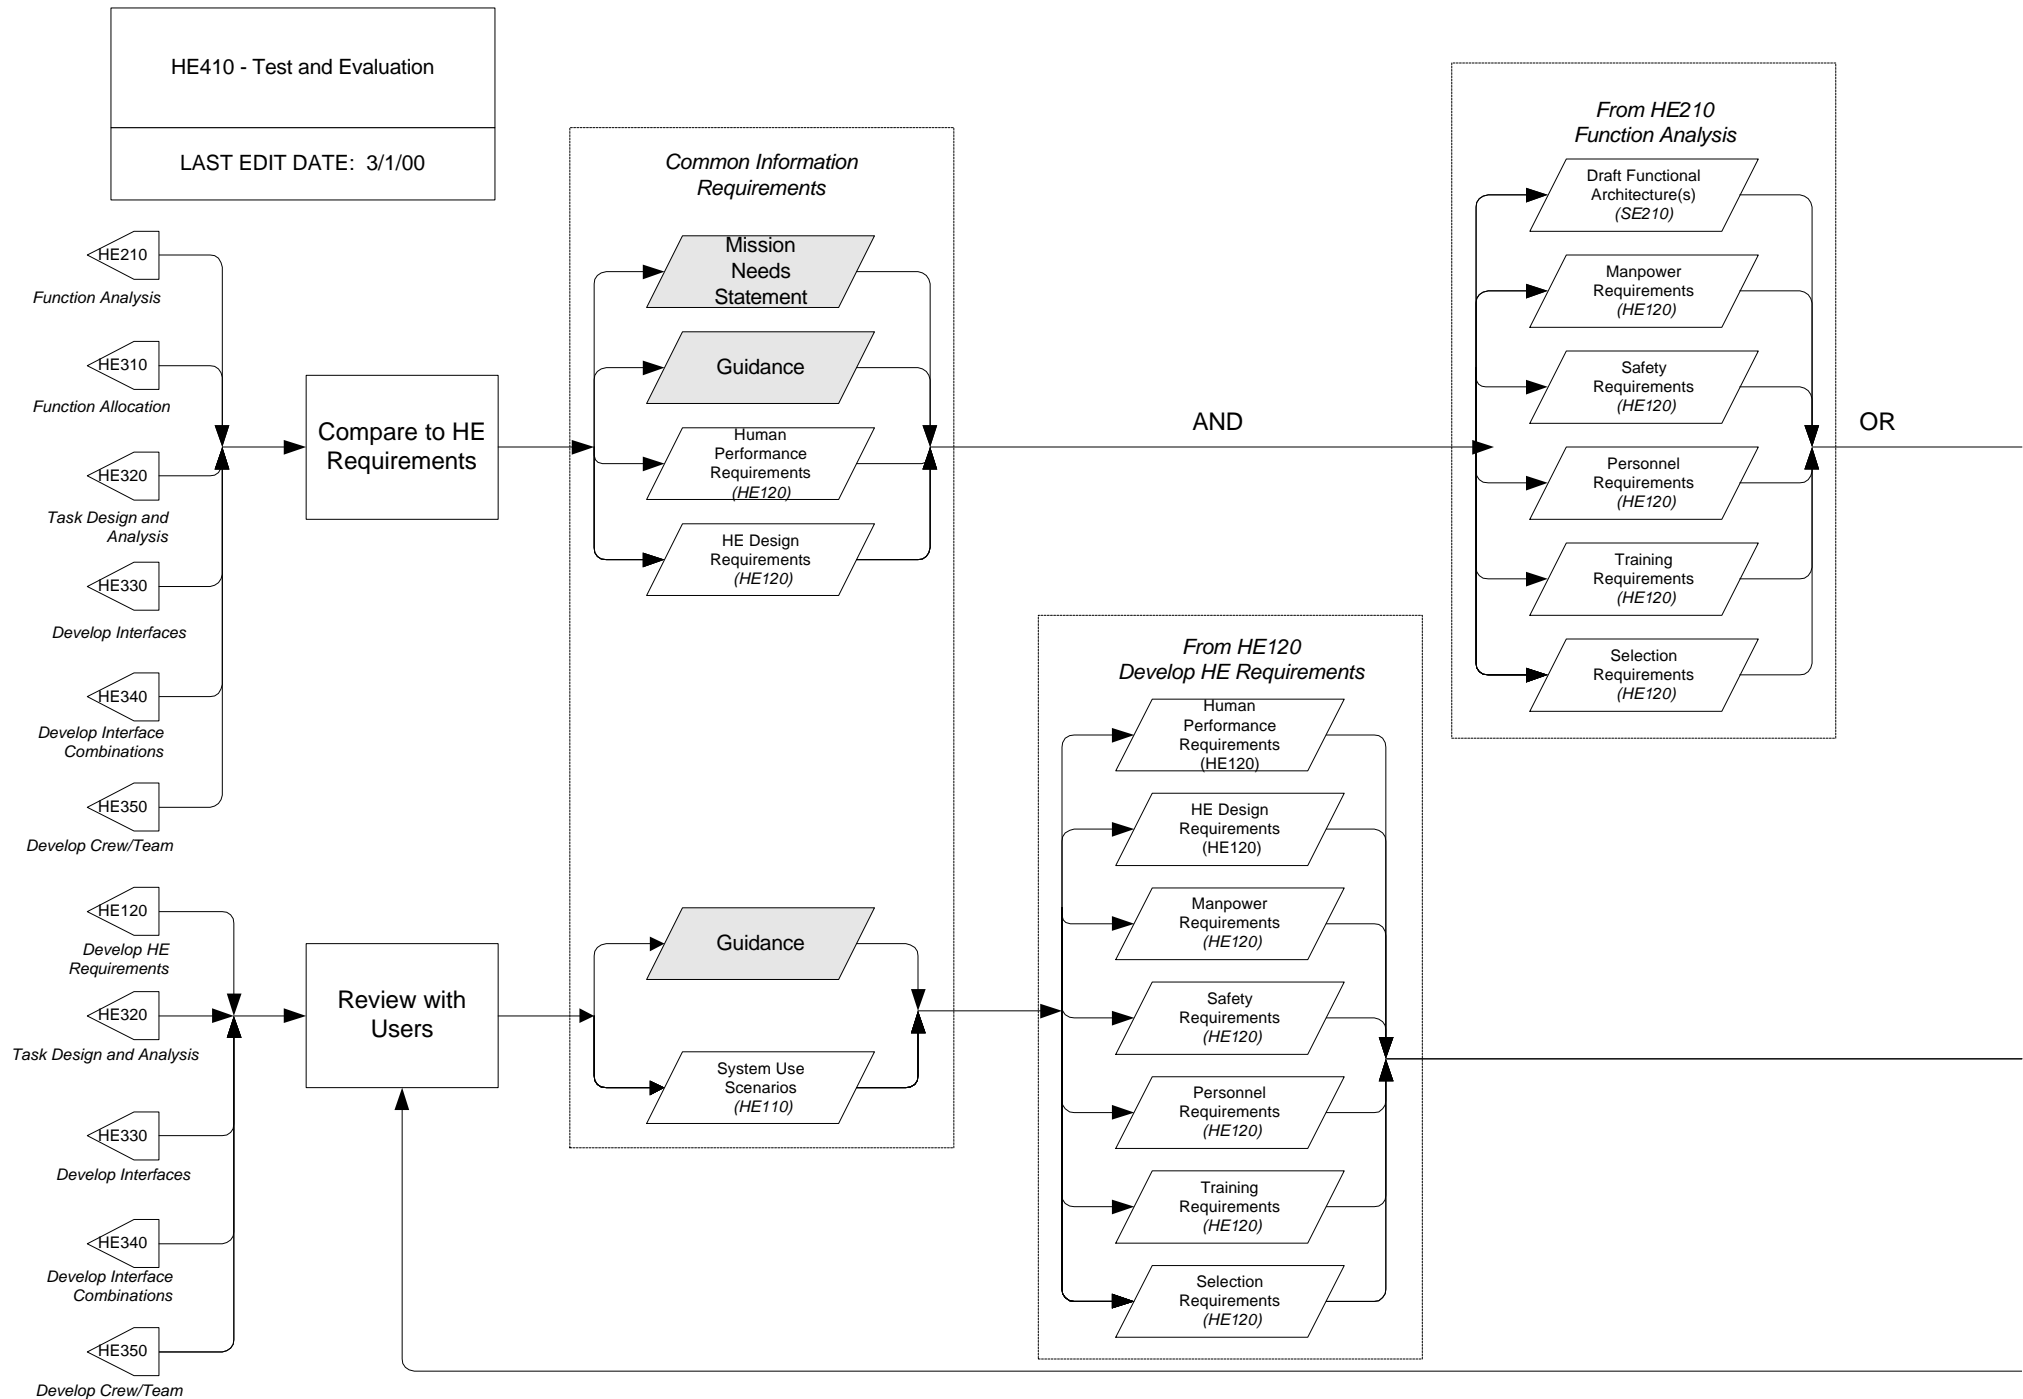 HE410 - Test and Evaluation
LAST EDIT DATE:  3/1/00
HE210
Function Analysis
HE310
Function Allocation
HE320
Task Design and
Analysis
HE330
Develop Interfaces
HE340
Develop Interface
Combinations
HE350
Develop Crew/Team
Compare to HE
Requirements
Common Information
Requirements
Mission
Needs
Statement
Guidance
Human
Performance
Requirements
(HE120)
HE Design
Requirements
(HE120)
AND
From HE210
Function Analysis
Draft Functional
Architecture(s)
(SE210)
Manpower
Requirements
(HE120)
Safety
Requirements
(HE120)
Personnel
Requirements
(HE120)
Training
Requirements
(HE120)
Selection
Requirements
(HE120)
OR
HE120
Develop HE
Requirements
HE320
Task Design and Analysis
HE330
Develop Interfaces
HE340
Develop Interface
Combinations
HE350
Develop Crew/Team
Review with
Users
Guidance
System Use
Scenarios
(HE110)
From HE120
Develop HE Requirements
Human
Performance
Requirements
(HE120)
HE Design
Requirements
(HE120)
Manpower
Requirements
(HE120)
Safety
Requirements
(HE120)
Personnel
Requirements
(HE120)
Training
Requirements
(HE120)
Selection
Requirements
(HE120)